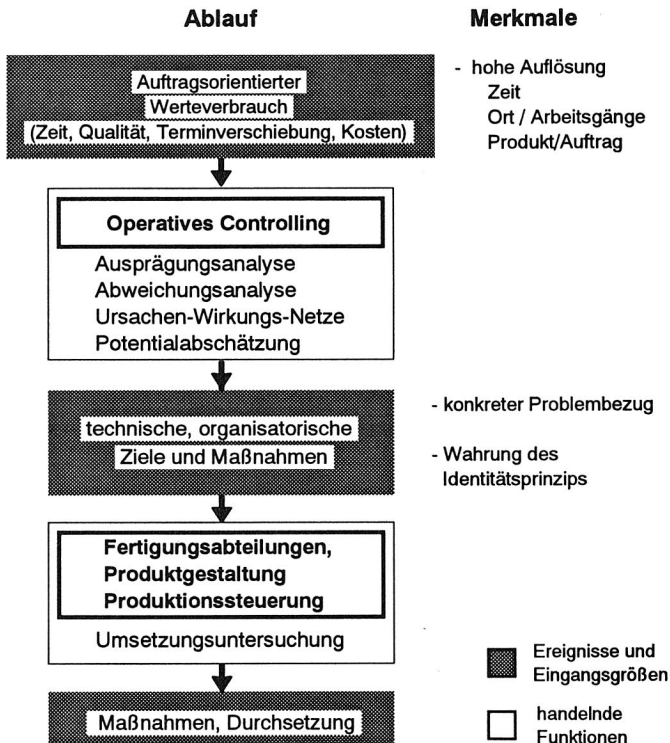 Ablauf
Merkmale
Auftragsorientierter
Werteverbrauch
(Zeit, Qualität, Terminverschiebung, Kosten)
- hohe Auflösung
Zeit
Ort / Arbeitsgänge
Produkt/Auftrag
Operatives Controlling
Ausprägungsanalyse
Abweichungsanalyse
Ursachen-Wirkungs-Netze
Potentialabschätzung
technische, organisatorische
Ziele und Maßnahmen
- konkreter Problembezug
- Wahrung des
Identitätsprinzips
Fertigungsabteilungen,
Produktgestaltung
Produktionssteuerung
Umsetzungsuntersuchung
Maßnahmen, Durchsetzung
Ereignisse und
Eingangsgrößen
handelnde
Funktionen